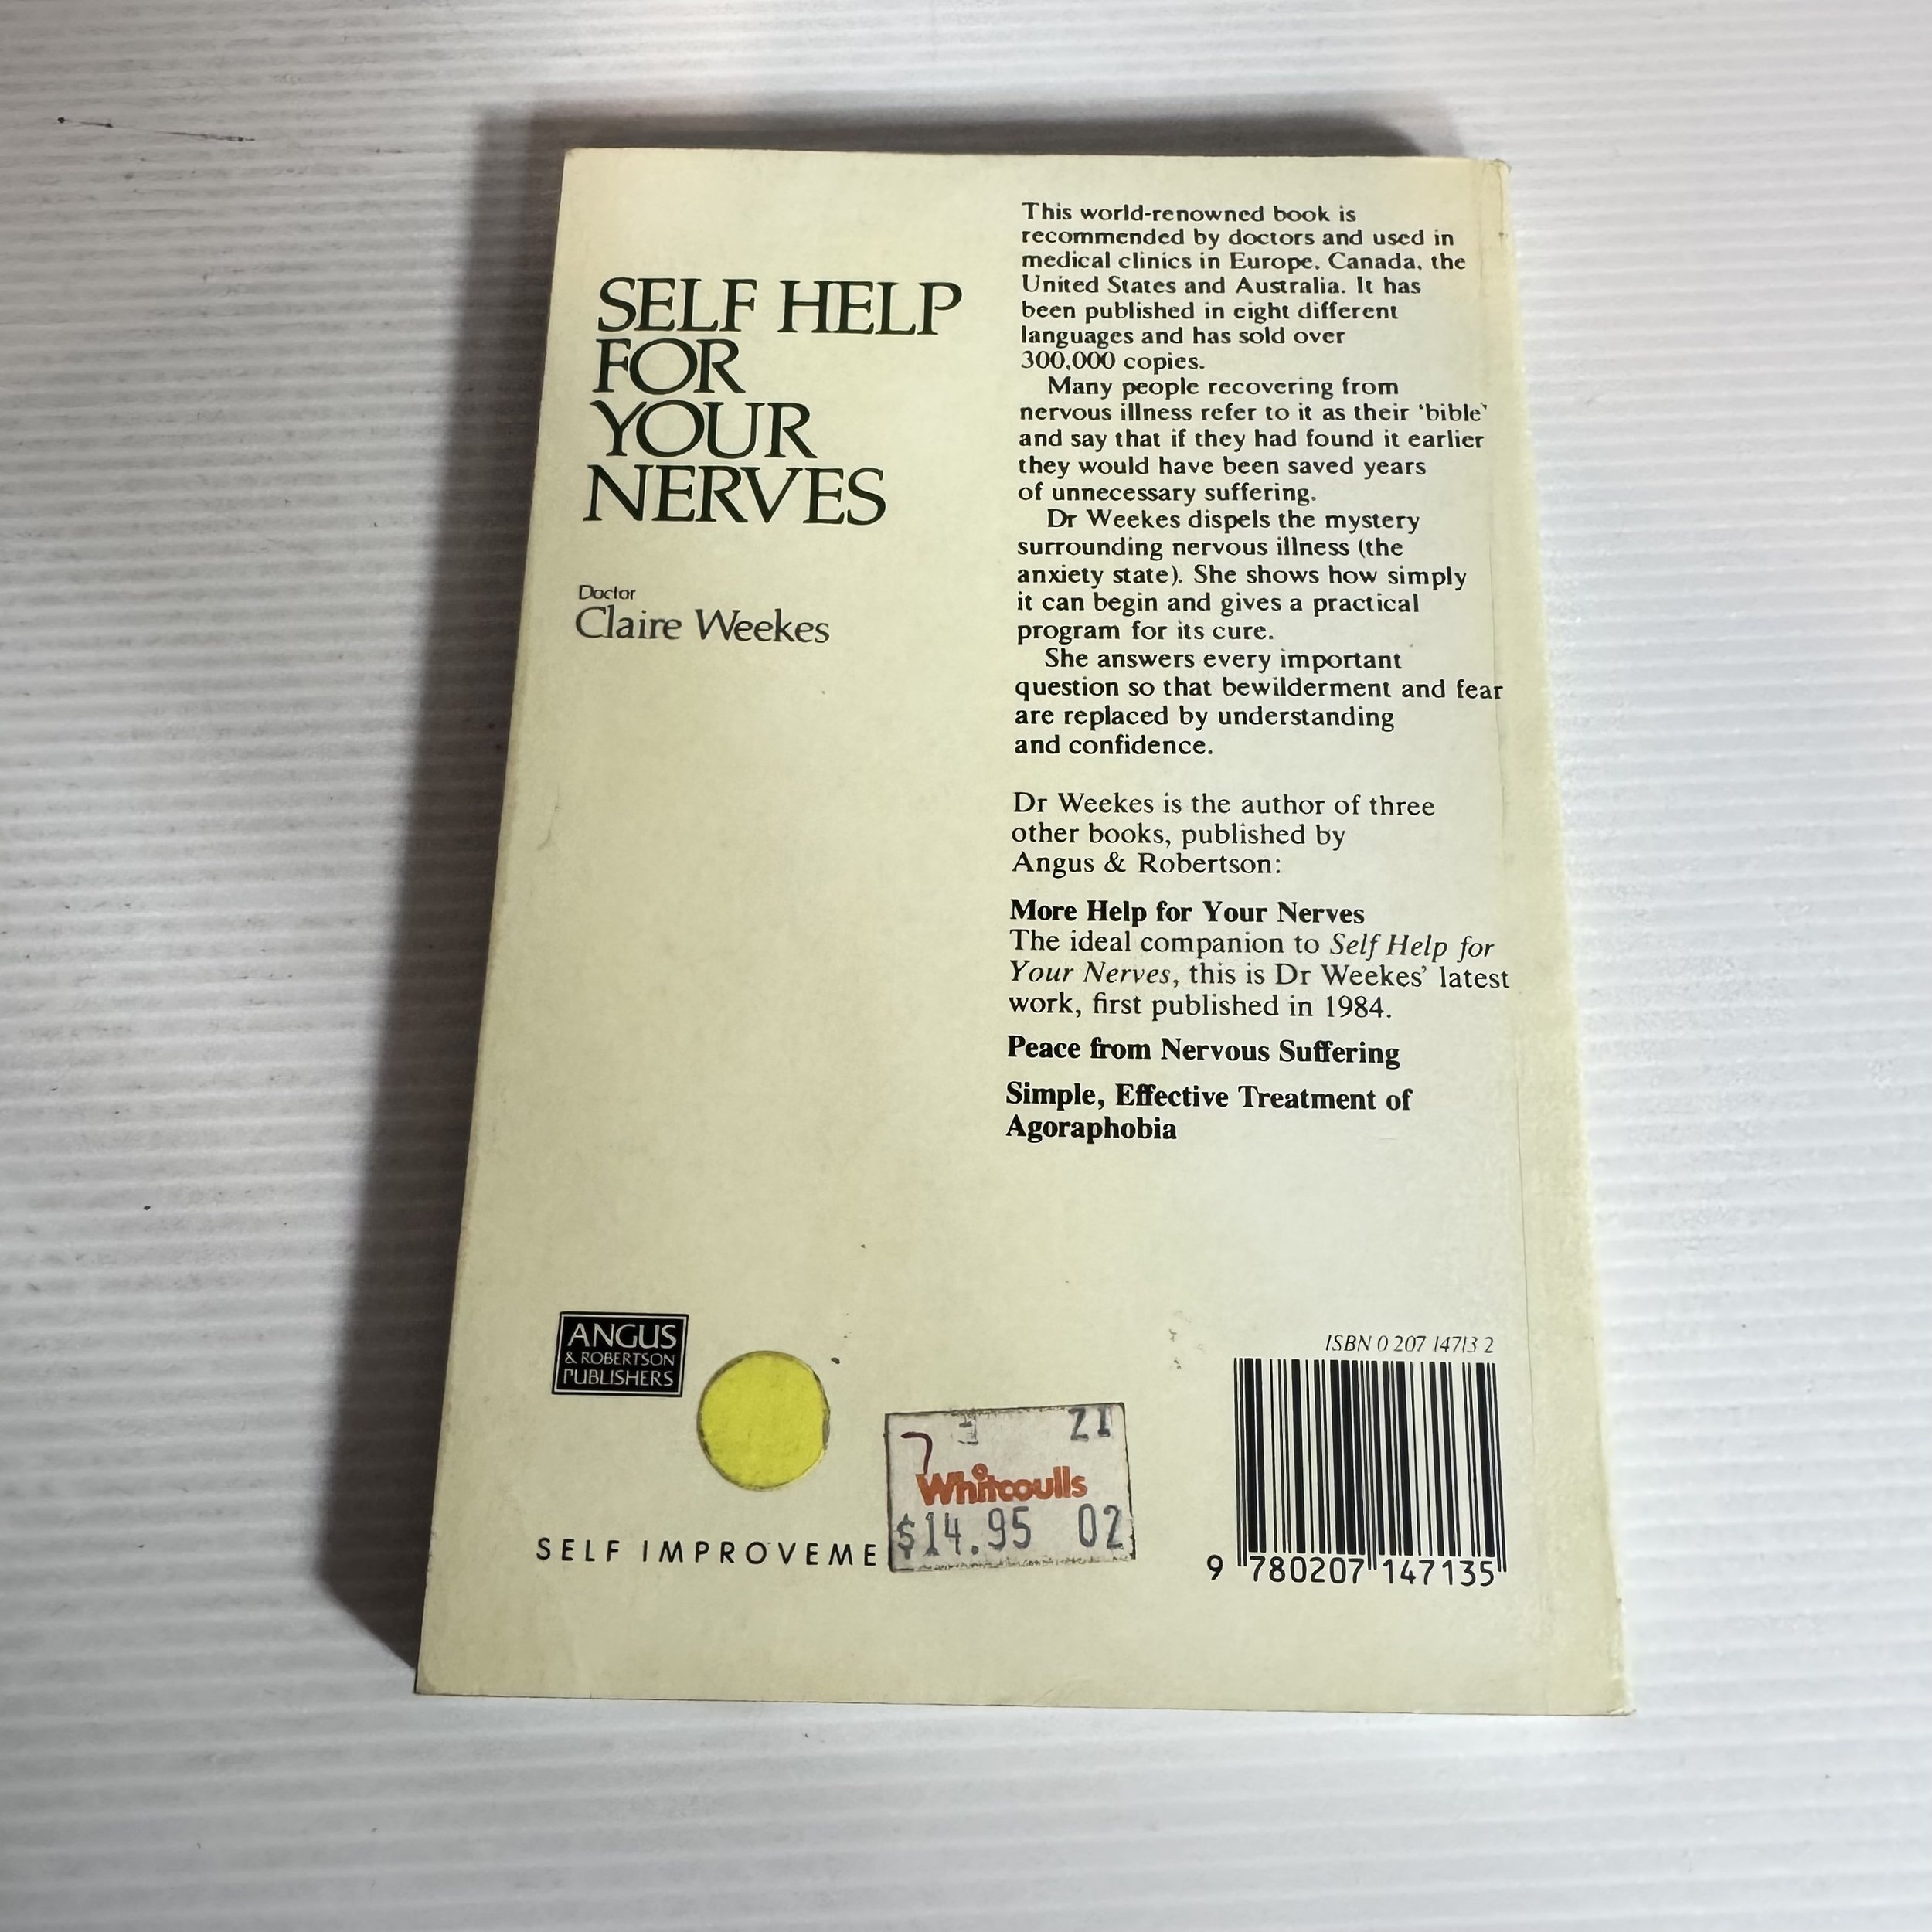 SELF HELP
FOR
YOUR
NERVES
Doctor
Claire Weekes
This world-renowned book is
recommended by doctors and used in
medical clinics in Europe, Canada, the
United States and Australia. It has
been published in eight different
languages and has sold over
300,000 copies.
Many people recovering from
nervous illness refer to it as their ‘bible’
and say that if they had found it earlier
they would have been saved years
of unnecessary suffering.
Dr Weekes dispels the mystery
surrounding nervous illness (the
anxiety state). She shows how simply
it can begin and gives a practical
program for its cure.
She answers every important
question so that bewilderment and fear
are replaced by understanding
and confidence.
Dr Weekes is the author of three
other books, published by
Angus & Robertson:
More Help for Your Nerves
The ideal companion to Self Help for
Your Nerves, this is Dr Weekes’ latest
work, first published in 1984.
Peace from Nervous Suffering
Simple, Effective Treatment of
Agoraphobia
ANGUS
& ROBERTSON
PUBLISHERS
SELF IMPROVEME
7 21
Whitcoulls
$14.95 02
ISBN 0 207 14713 2
9 780207 147135